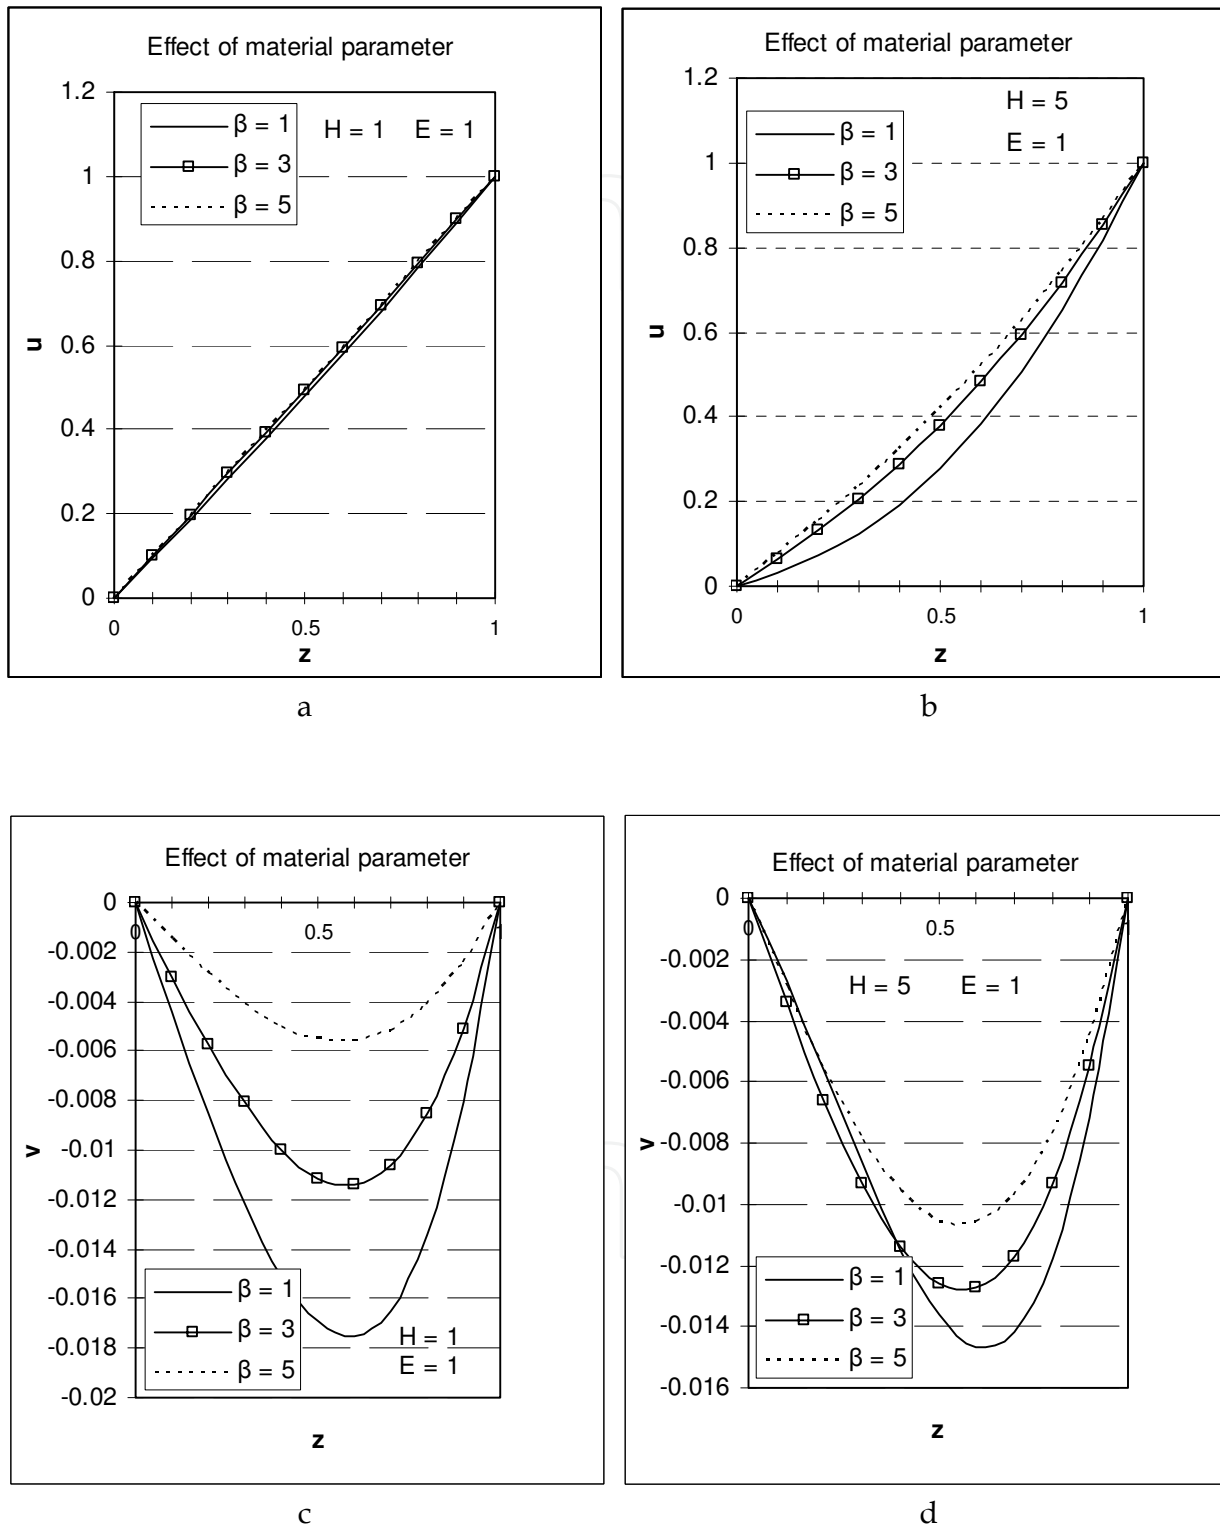 Effect of material parameter
1.2
1
0.8
0.6
0.4
0.2
0
β = 1
β = 3
β = 5
H = 1 E = 1
u
0 0.5 1
z
a
Effect of material parameter
1.2
1
0.8
0.6
0.4
0.2
0
β = 1
β = 3
β = 5
H = 5
E = 1
u
0 0.5 1
z
b
Effect of material parameter
0
-0.002
-0.004
-0.006
-0.008
-0.01
-0.012
-0.014
-0.016
-0.018
-0.02
0 0.5 1
v
β = 1
β = 3
β = 5
H = 1
E = 1
z
c
Effect of material parameter
0
-0.002
-0.004
-0.006
-0.008
-0.01
-0.012
-0.014
-0.016
0 0.5 1
H = 5 E = 1
v
β = 1
β = 3
β = 5
z
d